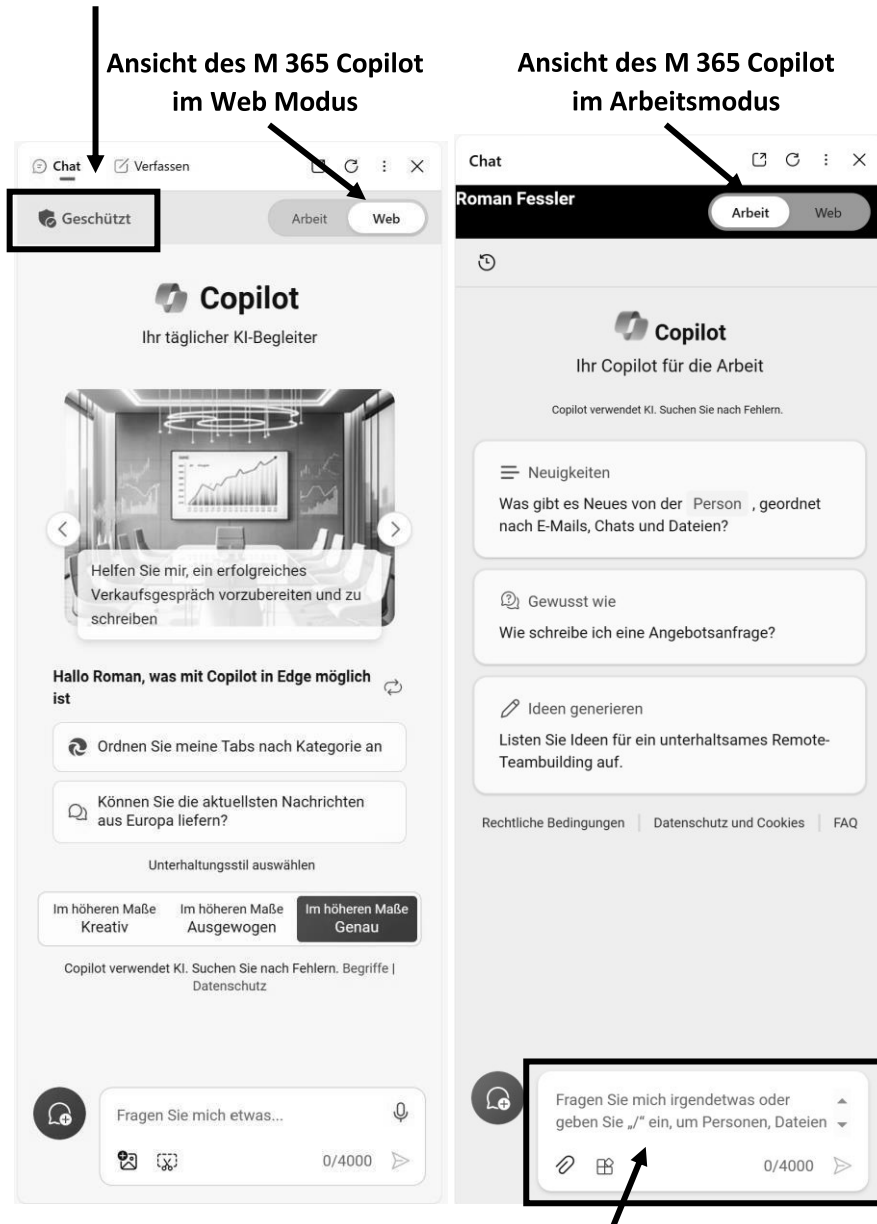 Ansicht des M 365 Copilot
im Web Modus
Chat
Verfassen
Geschützt
Arbeit
Web
Copilot
Ihr täglicher KI-Begleiter
Helfen Sie mir, ein erfolgreiches
Verkaufsgespräch vorzubereiten und zu
schreiben
Hallo Roman, was mit Copilot in Edge möglich
ist
Ordnen Sie meine Tabs nach Kategorie an
Können Sie die aktuellsten Nachrichten
aus Europa liefern?
Unterhaltungsstil auswählen
Im höheren Maße
Kreativ
Im höheren Maße
Ausgewogen
Im höheren Maße
Genau
Copilot verwendet KI. Suchen Sie nach Fehlern. Begriffe |
Datenschutz
Fragen Sie mich etwas...
0/4000
Ansicht des M 365 Copilot
im Arbeitsmodus
Chat
Roman Fessler
Arbeit
Web
Copilot
Ihr Copilot für die Arbeit
Copilot verwendet KI. Suchen Sie nach Fehlern.
Neuigkeiten
Was gibt es Neues von der Person , geordnet
nach E-Mails, Chats und Dateien?
Gewusst wie
Wie schreibe ich eine Angebotsanfrage?
Ideen generieren
Listen Sie Ideen für ein unterhaltsames Remote-
Teambuilding auf.
Rechtliche Bedingungen | Datenschutz und Cookies | FAQ
Fragen Sie mich irgendetwas oder
geben Sie „/" ein, um Personen, Dateien
0/4000